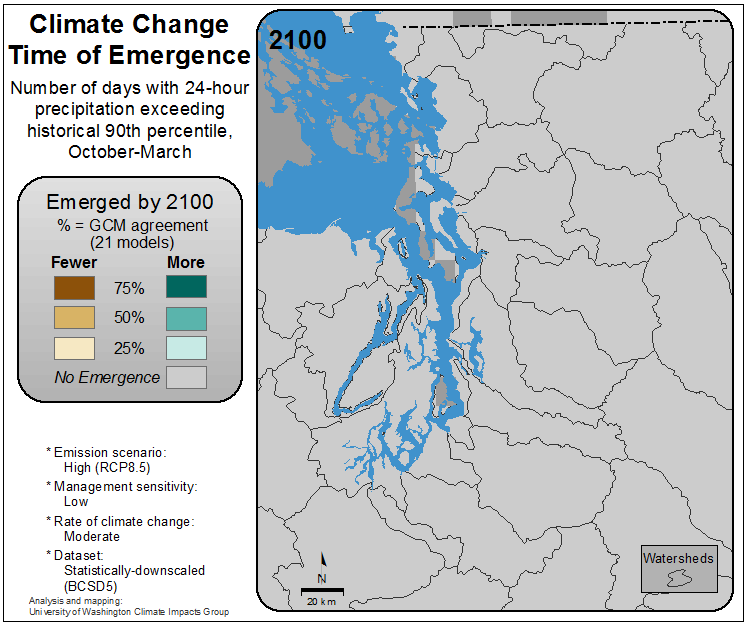 Climate Change
Time of Emergence
Number of days with 24-hour
precipitation exceeding
historical 90th percentile,
October-March
Emerged by 2100
% = GCM agreement
(21 models)
Fewer More
75%
50%
25%
No Emergence
* Emission scenario:
High (RCP8.5)
* Management sensitivity:
Low
* Rate of climate change:
Moderate
* Dataset:
Statistically-downscaled
(BCSD5)
Analysis and mapping:
University of Washington Climate Impacts Group
2100
N
20 km
Watersheds